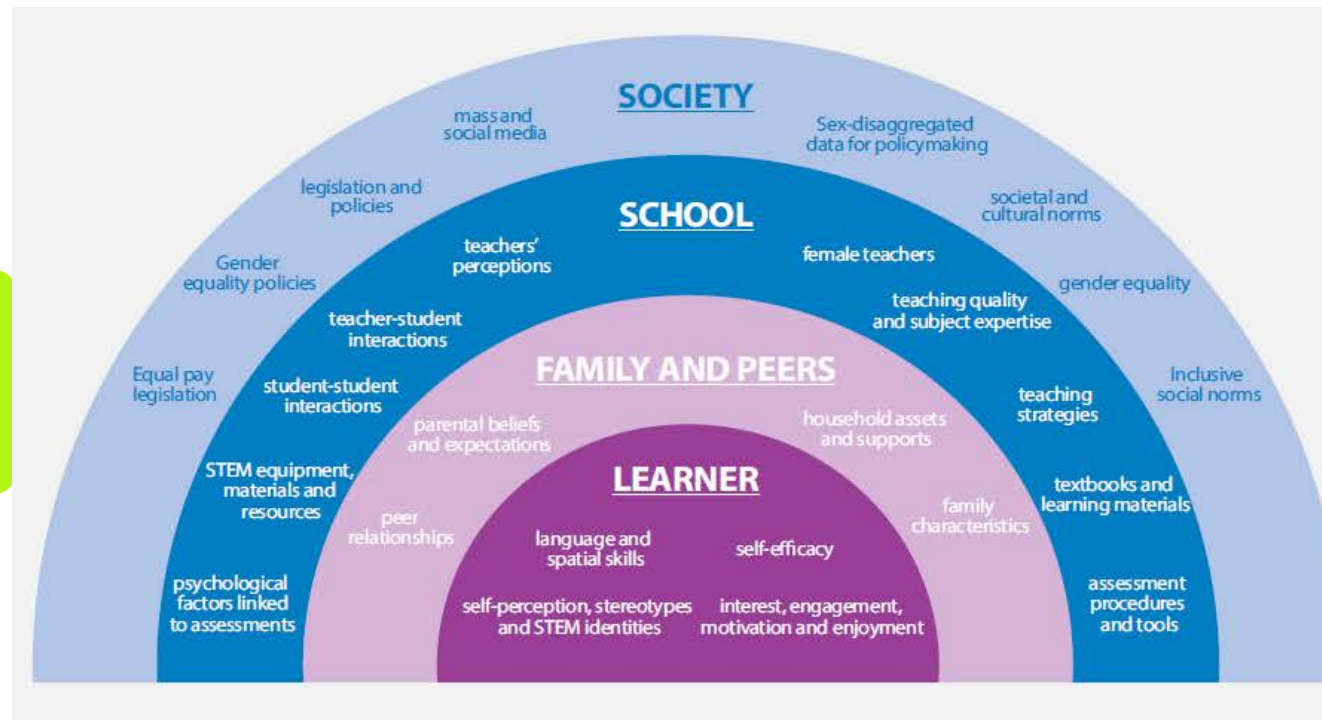 SOCIETY
mass and
social media
Sex-disaggregated
data for policymaking
legislation and
policies
societal and
cultural norms
Gender
equality policies
gender equality
Equal pay
legislation
Inclusive
social norms
SCHOOL
teachers'
perceptions
female teachers
teacher-student
interactions
teaching quality
and subject expertise
student-student
interactions
teaching
strategies
STEM equipment,
materials and
resources
textbooks and
learning materials
psychological
factors linked
to assessments
assessment
procedures
and tools
FAMILY AND PEERS
parental beliefs
and expectations
household assets
and supports
peer
relationships
family
characteristics
LEARNER
language and
spatial skills
self-efficacy
self-perception, stereotypes
and STEM identities
interest, engagement,
motivation and enjoyment